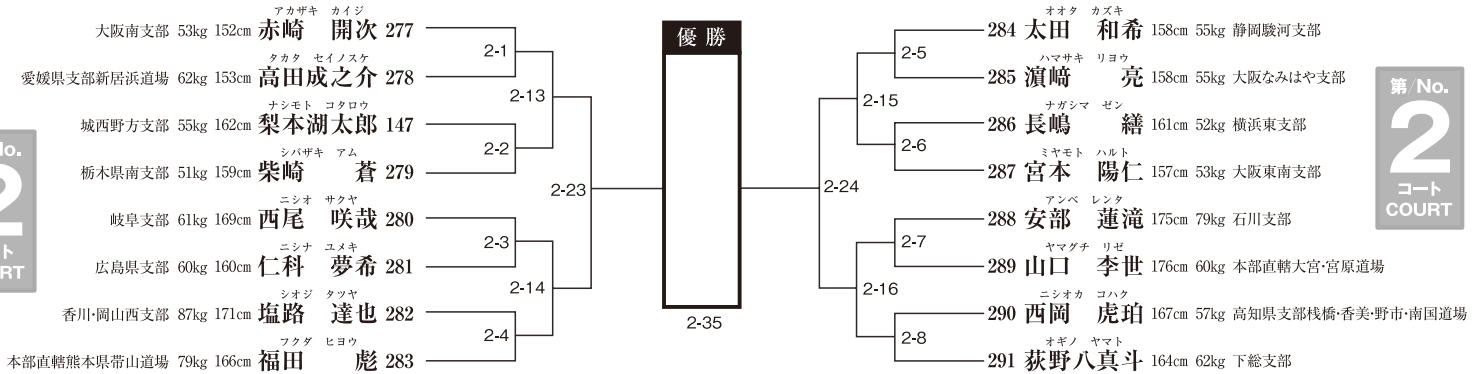 アカザキ カイジ
大阪南支部 53kg 152cm 赤崎 開次 277
タカタ セイノスケ
愛媛県支部新居浜道場 62kg 153cm 高田成之介 278
ナシモト コタロウ
城西野方支部 55kg 162cm 梨本湖太郎 147
シバザキ アム
栃木県南支部 51kg 159cm 柴崎 蒼 279
ニシオ サクヤ
岐阜支部 61kg 169cm 西尾 咲哉 280
ニシナ ユメキ
広島県支部 60kg 160cm 仁科 夢希 281
シオジ タツヤ
香川・岡山西支部 87kg 171cm 塩路 達也 282
フクダ ヒョウ
本部直轄熊本県帯山道場 79kg 166cm 福田 彪 283
2-1
2-2
2-3
2-4
2-13
2-14
2-23
優勝
2-35
2-24
2-15
2-16
2-5
2-6
2-7
2-8
オオタ カズキ
284 太田 和希 158cm 55kg 静岡駿河支部
ハマサキ リョウ
285 濵﨑 亮 158cm 55kg 大阪なみはや支部
ナガシマ ゼン
286 長嶋 繕 161cm 52kg 横浜東支部
ミヤモト ハルト
287 宮本 陽仁 157cm 53kg 大阪東南支部
アンベ レンタ
288 安部 蓮滝 175cm 79kg 石川支部
ヤマグチ リゼ
289 山口 李世 176cm 60kg 本部直轄大宮・宮原道場
ニシオカ コハク
290 西岡 虎珀 167cm 57kg 高知県支部桟橋・香美・野市・南国道場
オギノ ヤマト
291 荻野八真斗 164cm 62kg 下総支部
第/No.
2
コート
COURT
No.
2
ト
RT